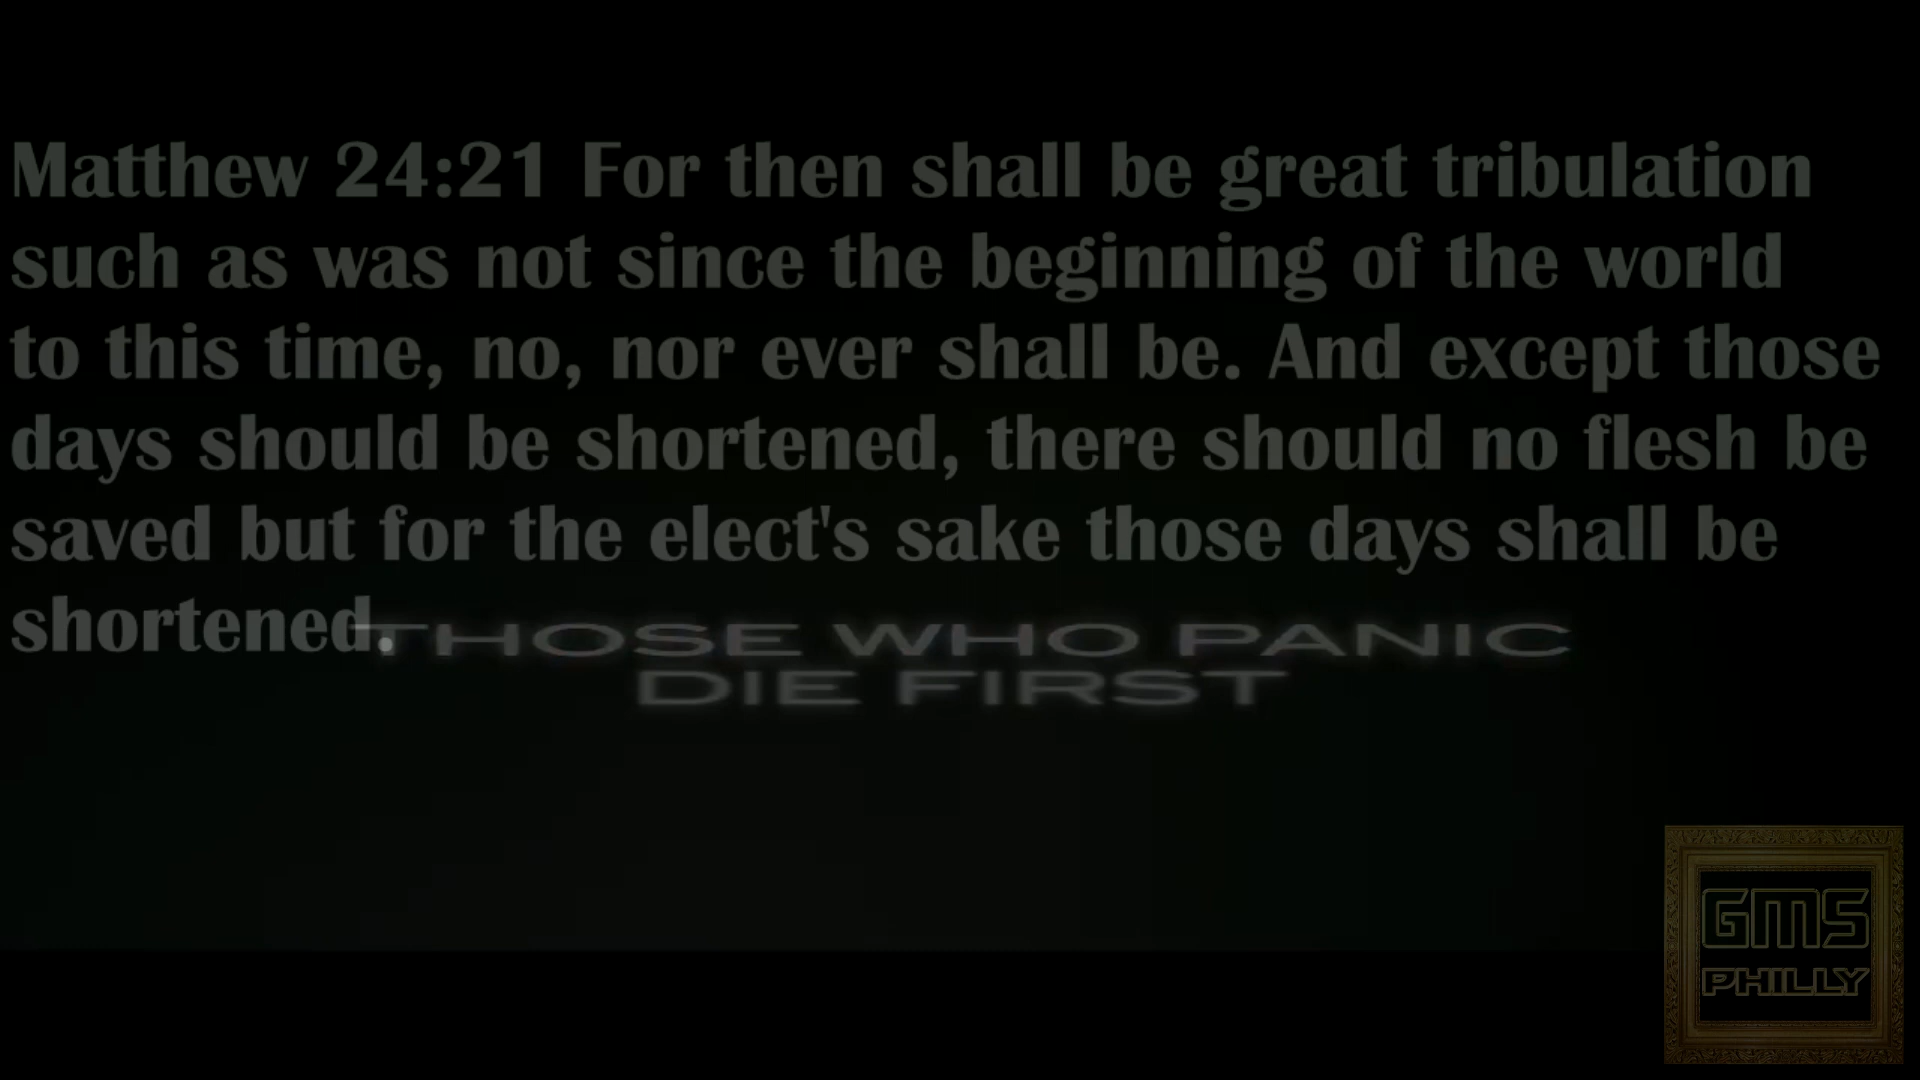 Matthew 24:21 For then shall be great tribulation
such as was not since the beginning of the world
to this time, no, nor ever shall be. And except those
days should be shortened, there should no flesh be
saved but for the elect's sake those days shall be
shortened.
THOSE WHO PANIC
DIE FIRST
GMS
PHILLY